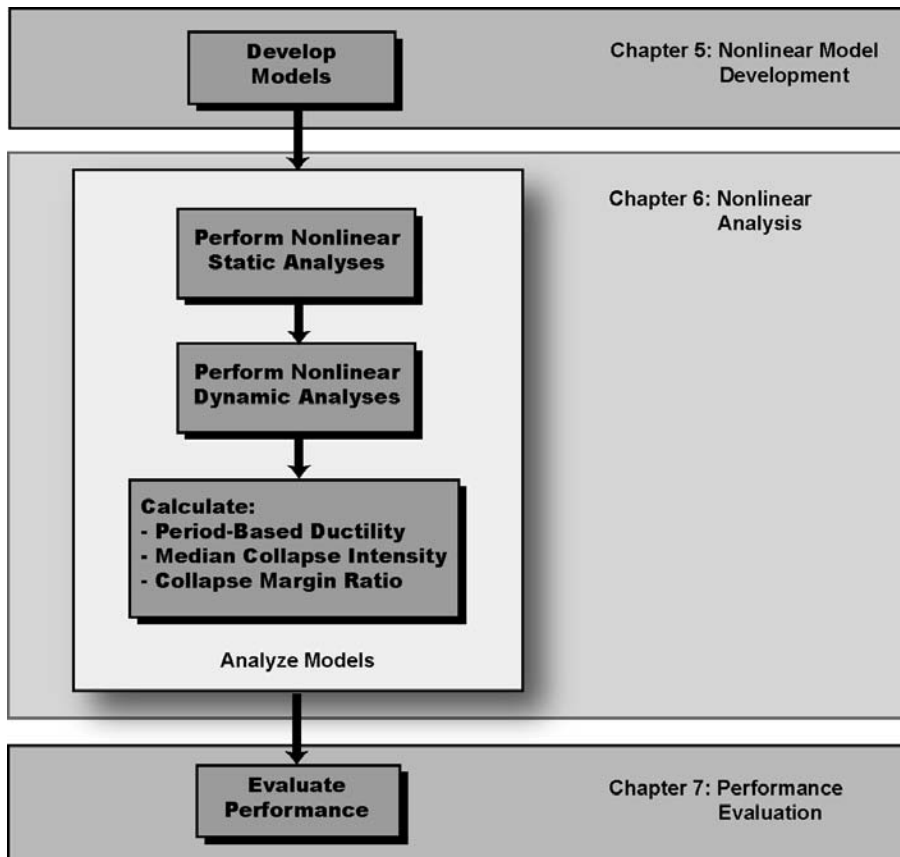 Develop
Models
Chapter 5: Nonlinear Model
Development
Chapter 6: Nonlinear
Analysis
Perform Nonlinear
Static Analyses
Perform Nonlinear
Dynamic Analyses
Calculate:
- Period-Based Ductility
- Median Collapse Intensity
- Collapse Margin Ratio
Analyze Models
Evaluate
Performance
Chapter 7: Performance
Evaluation